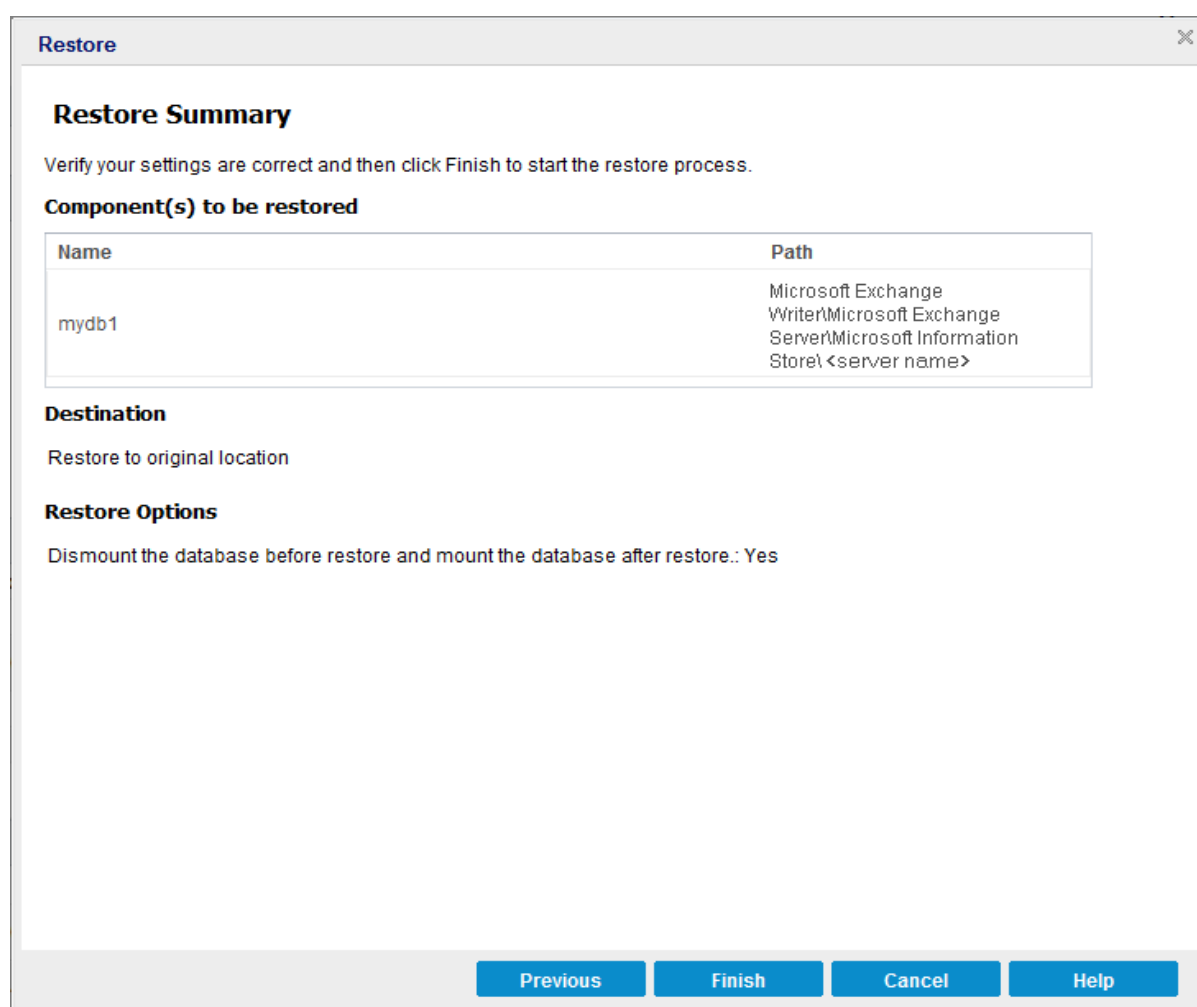 Restore
Restore Summary
Verify your settings are correct and then click Finish to start the restore process.
Component(s) to be restored
Name Path
mydb1
Microsoft Exchange
Writer\Microsoft Exchange
Server\Microsoft Information
Store\ <server name>
Destination
Restore to original location
Restore Options
Dismount the database before restore and mount the database after restore.: Yes
Previous Finish Cancel Help